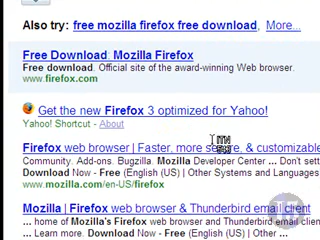 Also try: free mozilla firefox free download, More...
Free Download: Mozilla Firefox
Free download. Official site of the award-winning Web browser.
www.firefox.com
Get the new Firefox 3 optimized for Yahoo!
Yahoo! Shortcut - About
Firefox web browser | Faster, more secure, & customizable
Community. Add-ons. Bugzilla. Mozilla Developer Center ... Don't sett
Download Now - Free (English (US) | Other Systems and Languages
www.mozilla.com/en-US/firefox
Mozilla | Firefox web browser & Thunderbird email client
... home of Mozilla's Firefox web browser and Thunderbird email
... Learn more. Download Now - Free (English (US) | Other